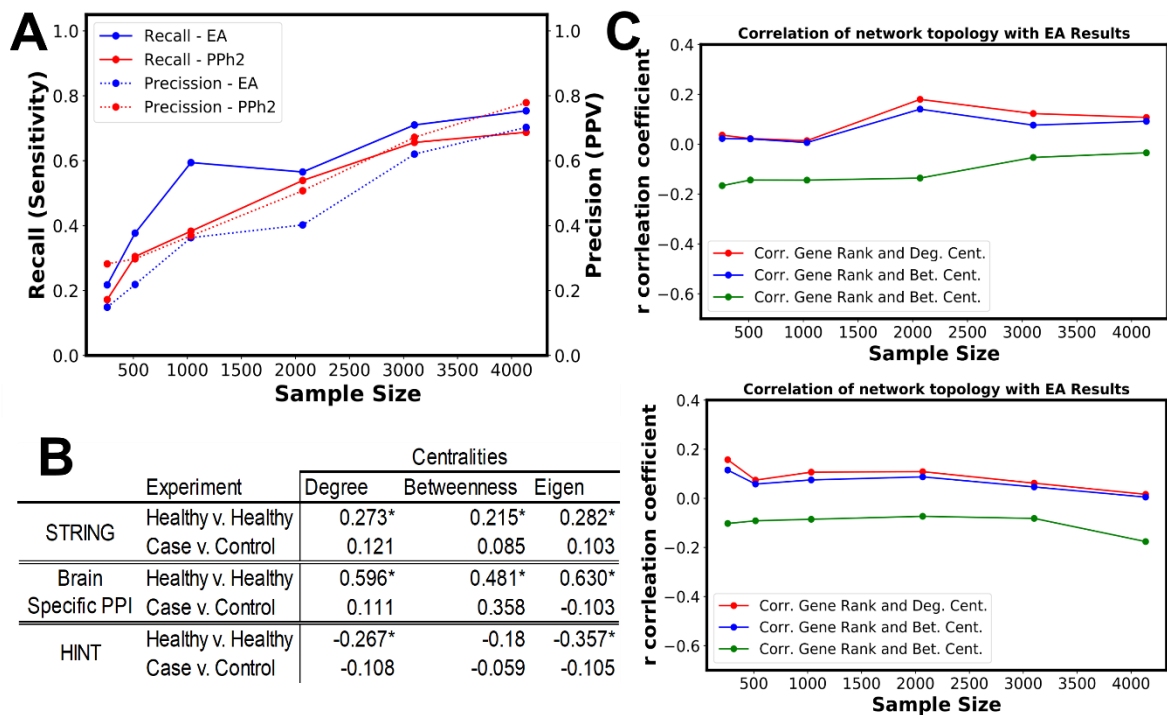 A
Recall - EA
Recall - PPh2
Precission - EA
Precission - PPh2
Recall (Sensitivity)
Precision (PPV)
1.0
0.8
0.6
0.4
0.2
0.0
1.0
0.8
0.6
0.4
0.2
0.0
500 1000 1500 2000 2500 3000 3500 4000
Sample Size
B
Centralities
Experiment Degree Betweenness Eigen
STRING
Healthy v. Healthy 0.273* 0.215* 0.282*
Case v. Control 0.121 0.085 0.103
Brain Specific PPI
Healthy v. Healthy 0.596* 0.481* 0.630*
Case v. Control 0.111 0.358 -0.103
HINT
Healthy v. Healthy -0.267* -0.18 -0.357*
Case v. Control -0.108 -0.059 -0.105
C
Correlation of network topology with EA Results
r corrleation coefficient
0.4
0.2
0.0
−0.2
−0.4
−0.6
Corr. Gene Rank and Deg. Cent.
Corr. Gene Rank and Bet. Cent.
Corr. Gene Rank and Bet. Cent.
500 1000 1500 2000 2500 3000 3500 4000
Sample Size
Correlation of network topology with EA Results
r corrleation coefficient
0.4
0.2
0.0
−0.2
−0.4
−0.6
Corr. Gene Rank and Deg. Cent.
Corr. Gene Rank and Bet. Cent.
Corr. Gene Rank and Bet. Cent.
500 1000 1500 2000 2500 3000 3500 4000
Sample Size